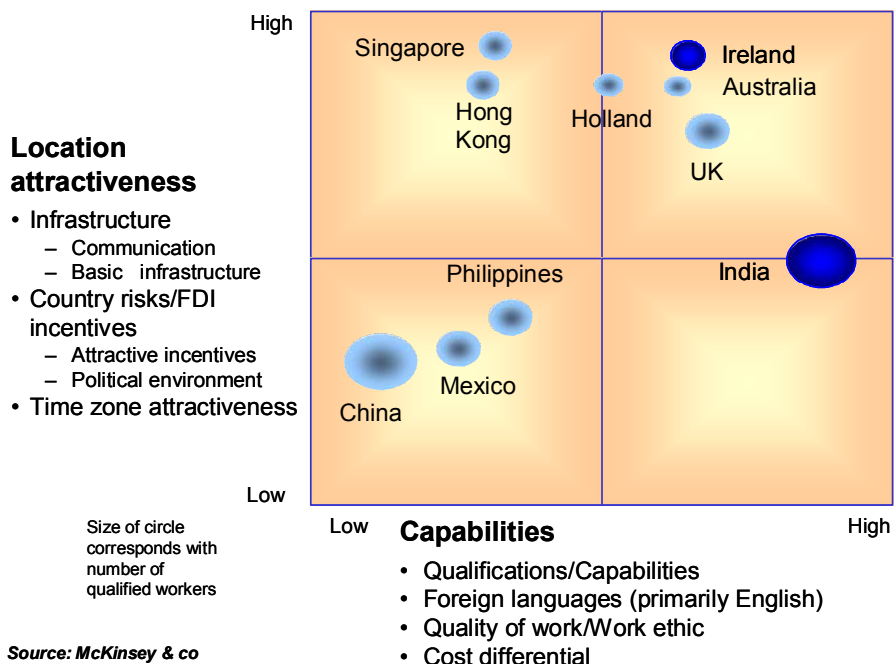 High
Singapore
Ireland
Australia
Hong
Kong
Holland
UK
Location
attractiveness
• Infrastructure
– Communication
– Basic infrastructure
• Country risks/FDI
incentives
– Attractive incentives
– Political environment
• Time zone attractiveness
Philippines
India
Mexico
China
Low
Low
Capabilities
High
Size of circle
corresponds with
number of
qualified workers
• Qualifications/Capabilities
• Foreign languages (primarily English)
• Quality of work/Work ethic
• Cost differential
Source: McKinsey & co